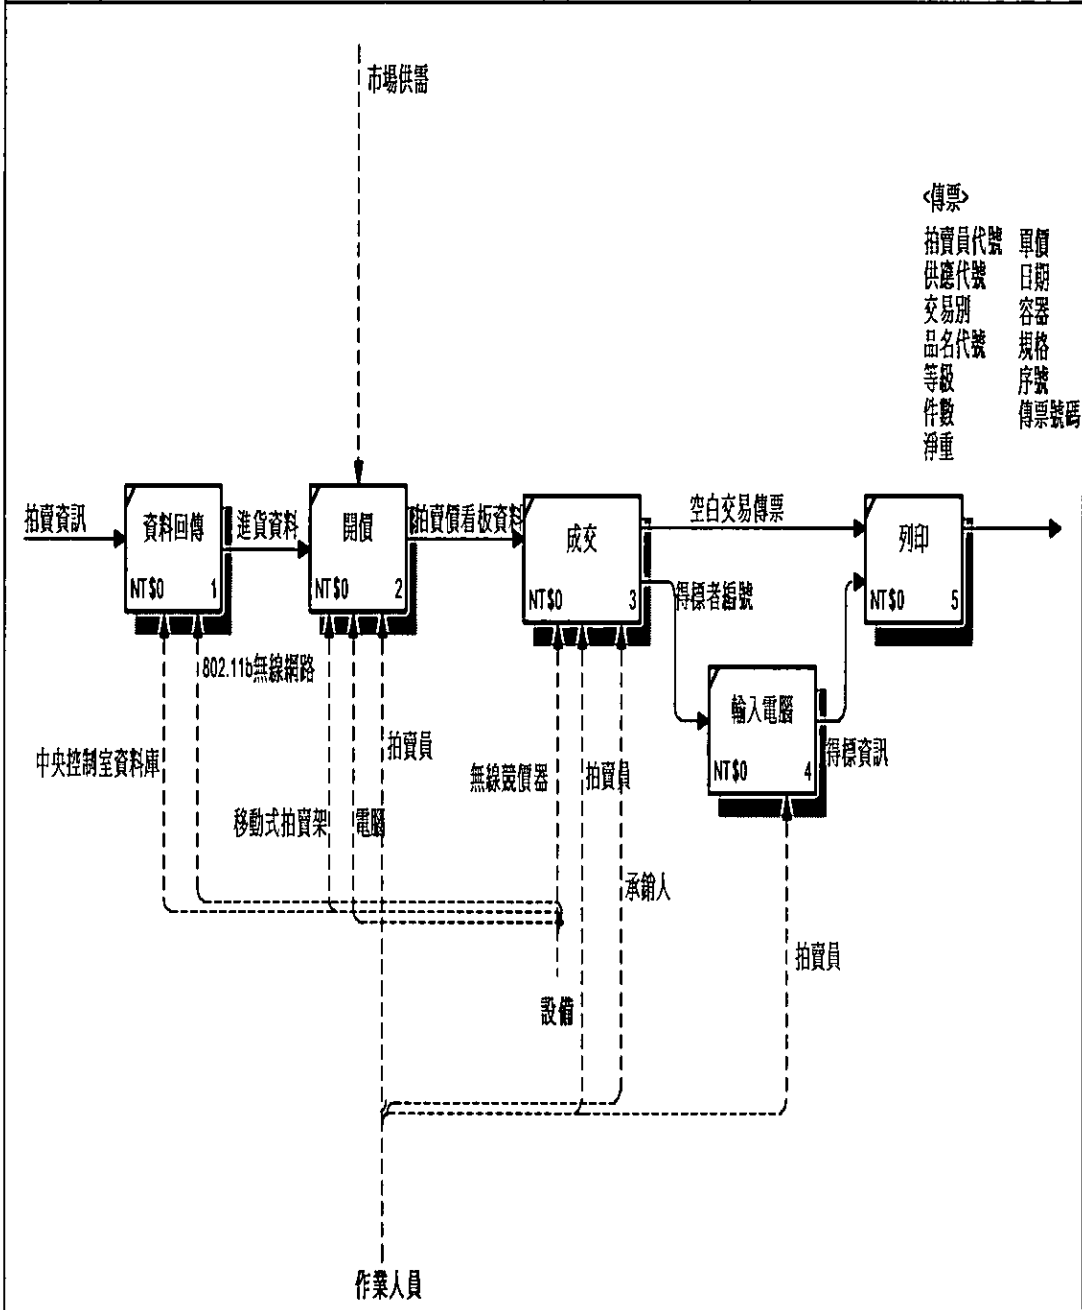 市場供需
<傳票>
拍賣員代號 單價
供應代號 日期
交易別 容器
品名代號 規格
等級 序號
件數 傳票號碼
淨重
拍賣資訊
資料回傳
NT$0 1
進貨資料
開價
NT$0 2
拍賣價看板資料
成交
NT$0 3
空白交易傳票
列印
NT$0 5
得標者編號
802.11b無線網路
輸入電腦
NT$0 4
得標資訊
中央控制室資料庫
拍賣員
無線競價器
拍賣員
移動式拍賣架
電腦
承銷人
拍賣員
設備
作業人員